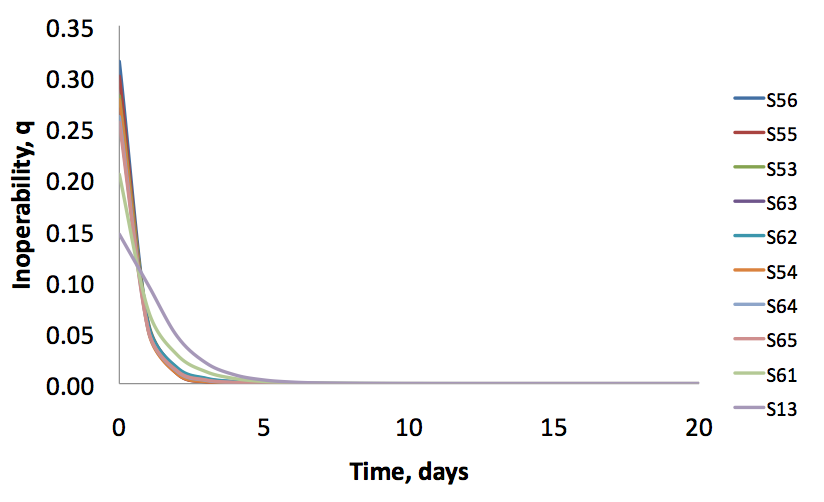 0.35
0.30
0.25
0.20
0.15
0.10
0.05
0.00
Inoperability, q
0 5 10 15 20
Time, days
S56
S55
S53
S63
S62
S54
S64
S65
S61
S13